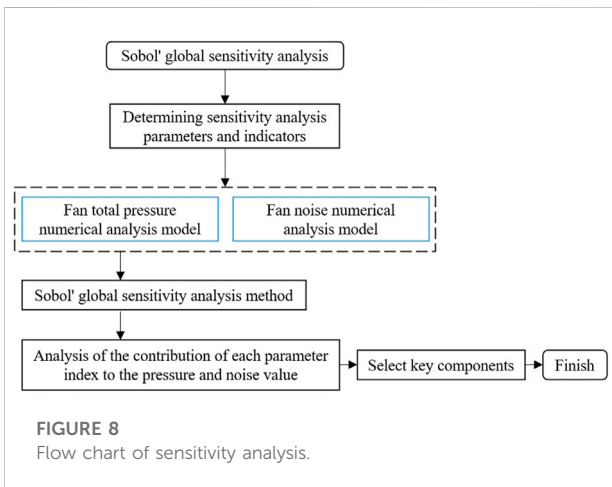 Sobol' global sensitivity analysis
Determining sensitivity analysis
parameters and indicators
Fan total pressure
numerical analysis model
Fan noise numerical
analysis model
Sobol' global sensitivity analysis method
Analysis of the contribution of each parameter
index to the pressure and noise value
Select key components
Finish
FIGURE 8
Flow chart of sensitivity analysis.